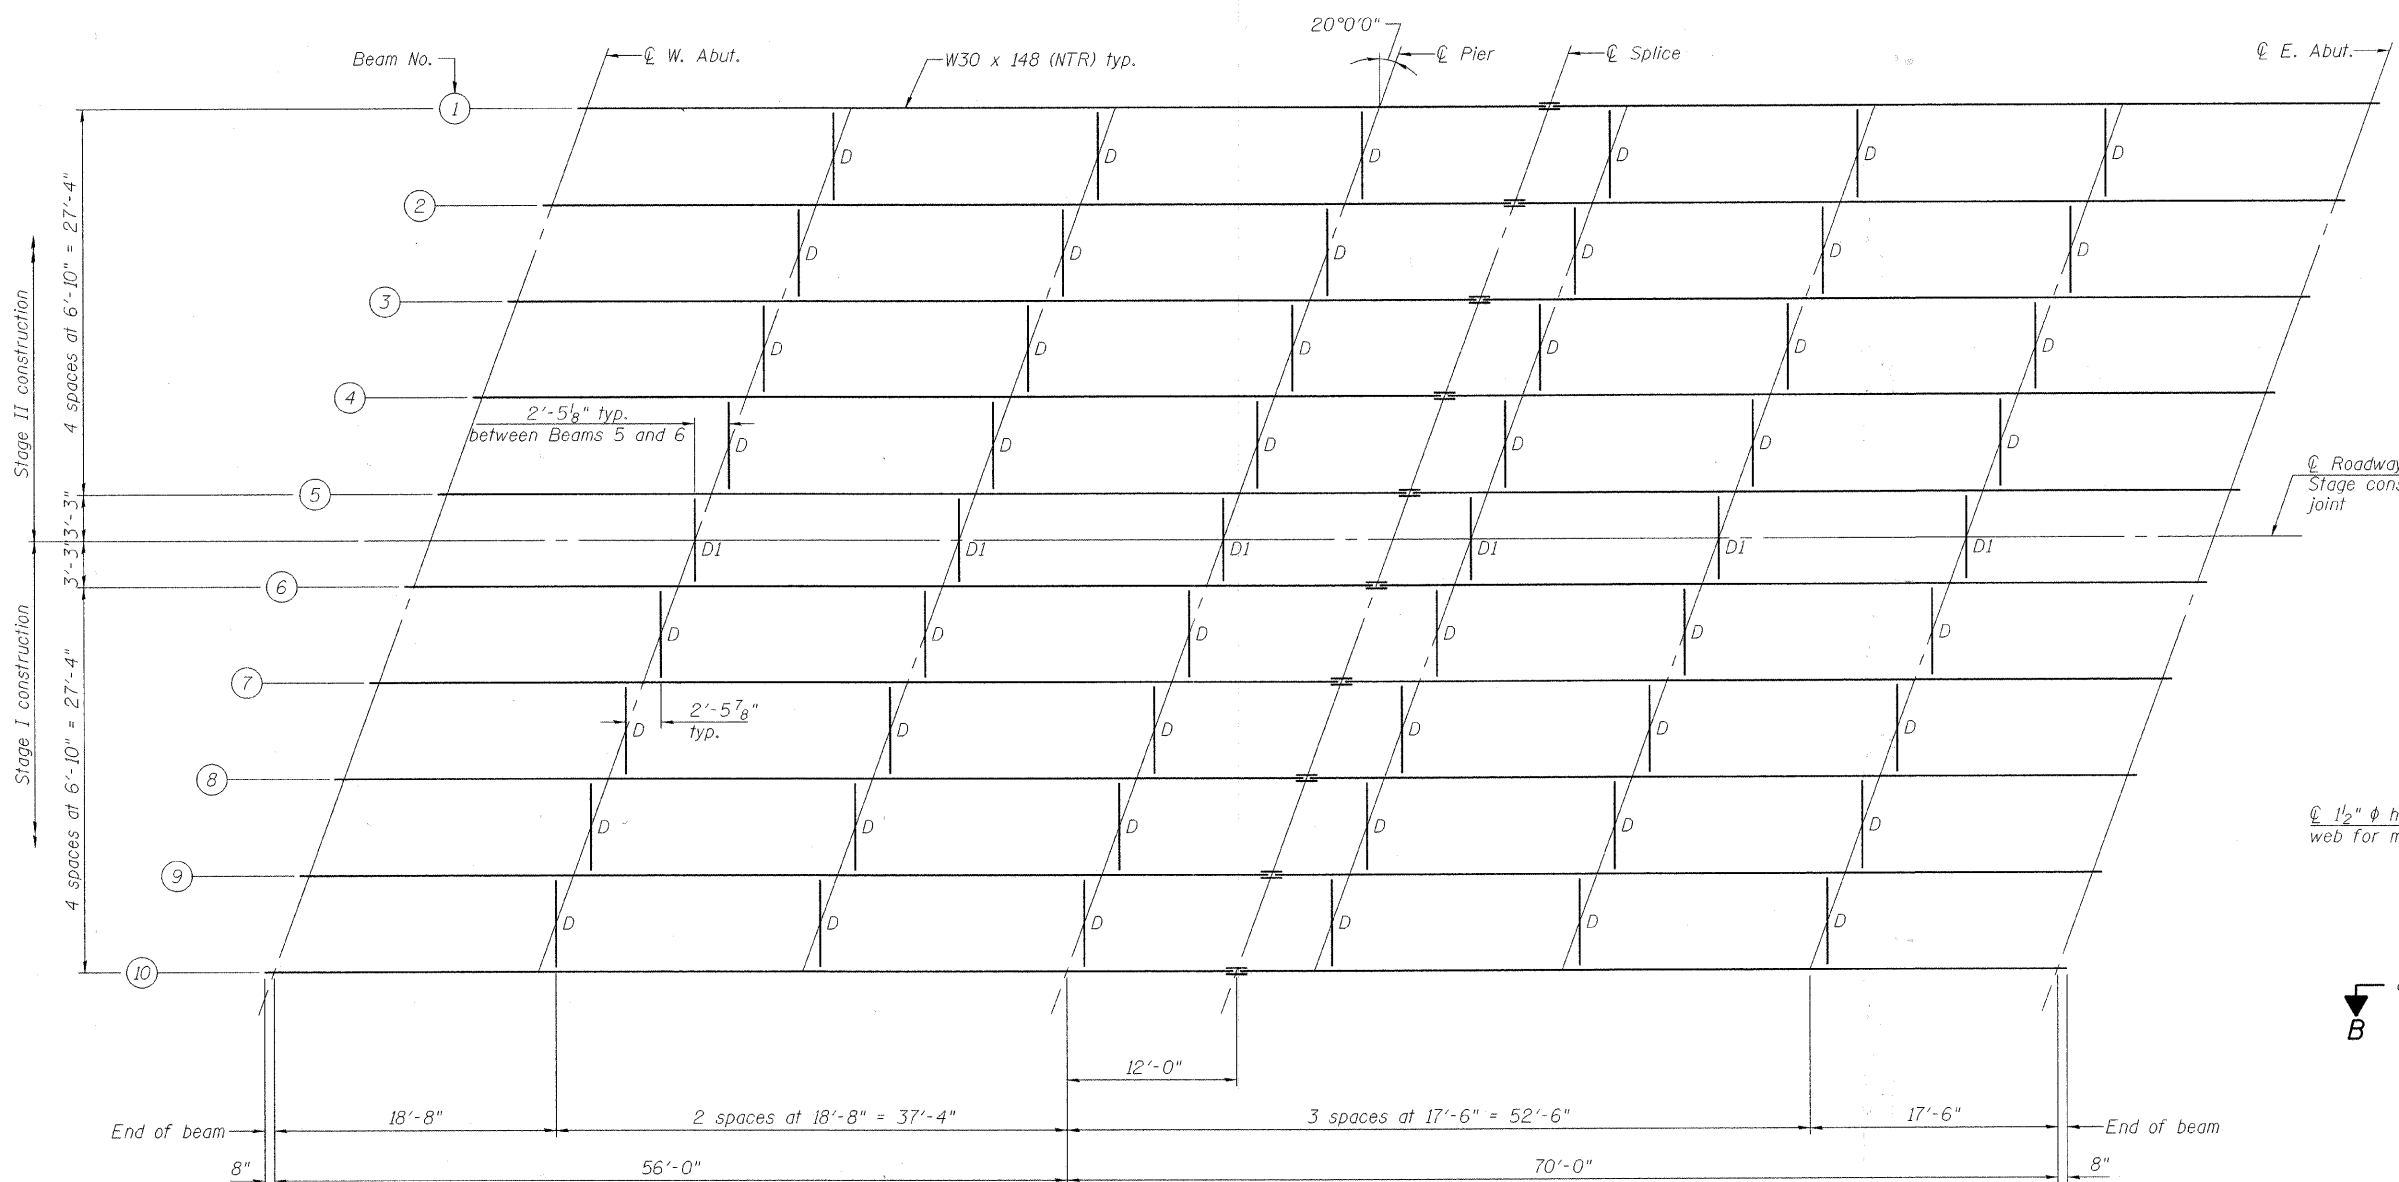 20°0'0"
Beam No.
℄ W. Abut.
W30 x 148 (NTR) typ.
℄ Pier
℄ Splice
℄ E. Abut.
1
D D D D D D
2
D D D D D D
3
D D D D D D
4
2'-5⅛" typ.
between Beams 5 and 6
D D D D D D
5
℄ Roadway
Stage cons
joint
D1 D1 D1 D1 D1 D1
6
D D D D D D
7
2'-5⅞"
typ.
D D D D D D
8
D D D D D D
℄ 1½" ϕ h
web for m
9
D D D D D D
10
Stage II construction
4 spaces at 6'-10" = 27'-4"
3'-3"
3'-3"
Stage I construction
4 spaces at 6'-10" = 27'-4"
B
12'-0"
End of beam
18'-8"
2 spaces at 18'-8" = 37'-4"
3 spaces at 17'-6" = 52'-6"
17'-6"
End of beam
8"
56'-0"
70'-0"
8"